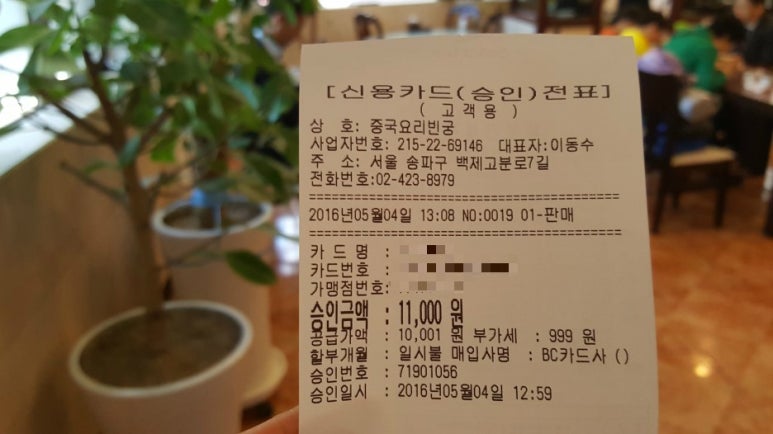 [신용카드(승인)전표]
( 고 객 용 )
상 호: 중국요리빈궁
사업자번호: 215-22-69146 대표자:이동수
주 소: 서울 송파구 백제고분로7길
전화번호:02-423-8979
2016년05월04일 13:08 NO:0019 01-판매
카 드 명 :
카드번호 :
가맹점번호:
승인금액 : 11,000 원
공급가액 : 10,001 원 부가세 : 999 원
할부개월 : 일시불 매입사명 : BC카드사 ()
승인번호 : 71901056
승인일시 : 2016년05월04일 12:59